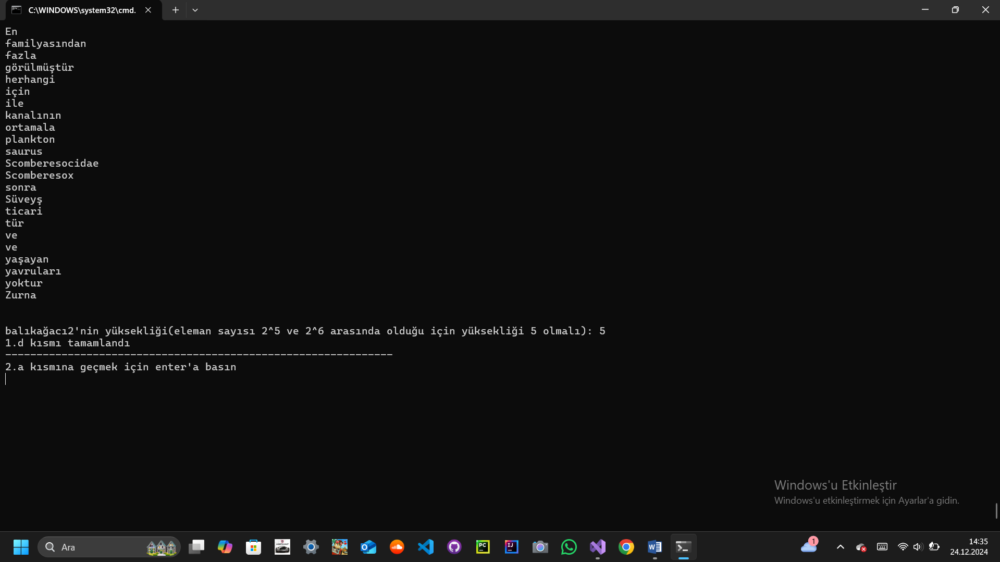 C:\WINDOWS\system32\cmd.
En
familyasından
fazla
görülmüştür
herhangi
için
ile
kanalının
ortamala
plankton
saurus
Scomberesocidae
Scomberesox
sonra
Süveyş
ticari
tür
ve
ve
yaşayan
yavruları
yoktur
Zurna
balıkağacı2'nin yüksekliği(eleman sayısı 2^5 ve 2^6 arasında olduğu için yüksekliği 5 olmalı): 5
1.d kısmı tamamlandı
--------------------------------------------------------------
2.a kısmına geçmek için enter'a basın
Windows'u Etkinleştir
Windows'u etkinleştirmek için Ayarlar'a gidin.
Ara
PC
IJ
W
1
14:35
24.12.2024